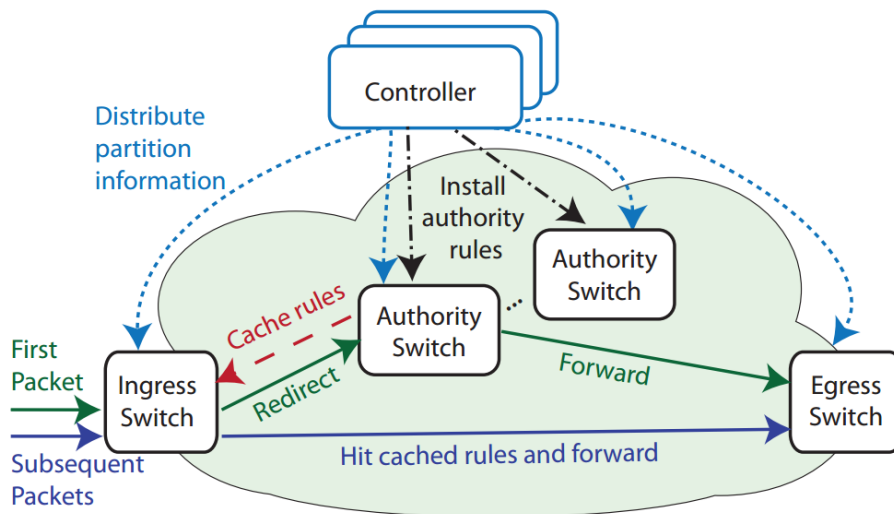 Controller
Distribute
partition
information
Install
authority
rules
Authority
Switch
Authority
Switch
...
Cache rules
Redirect
Forward
First
Packet
Ingress
Switch
Egress
Switch
Hit cached rules and forward
Subsequent
Packets